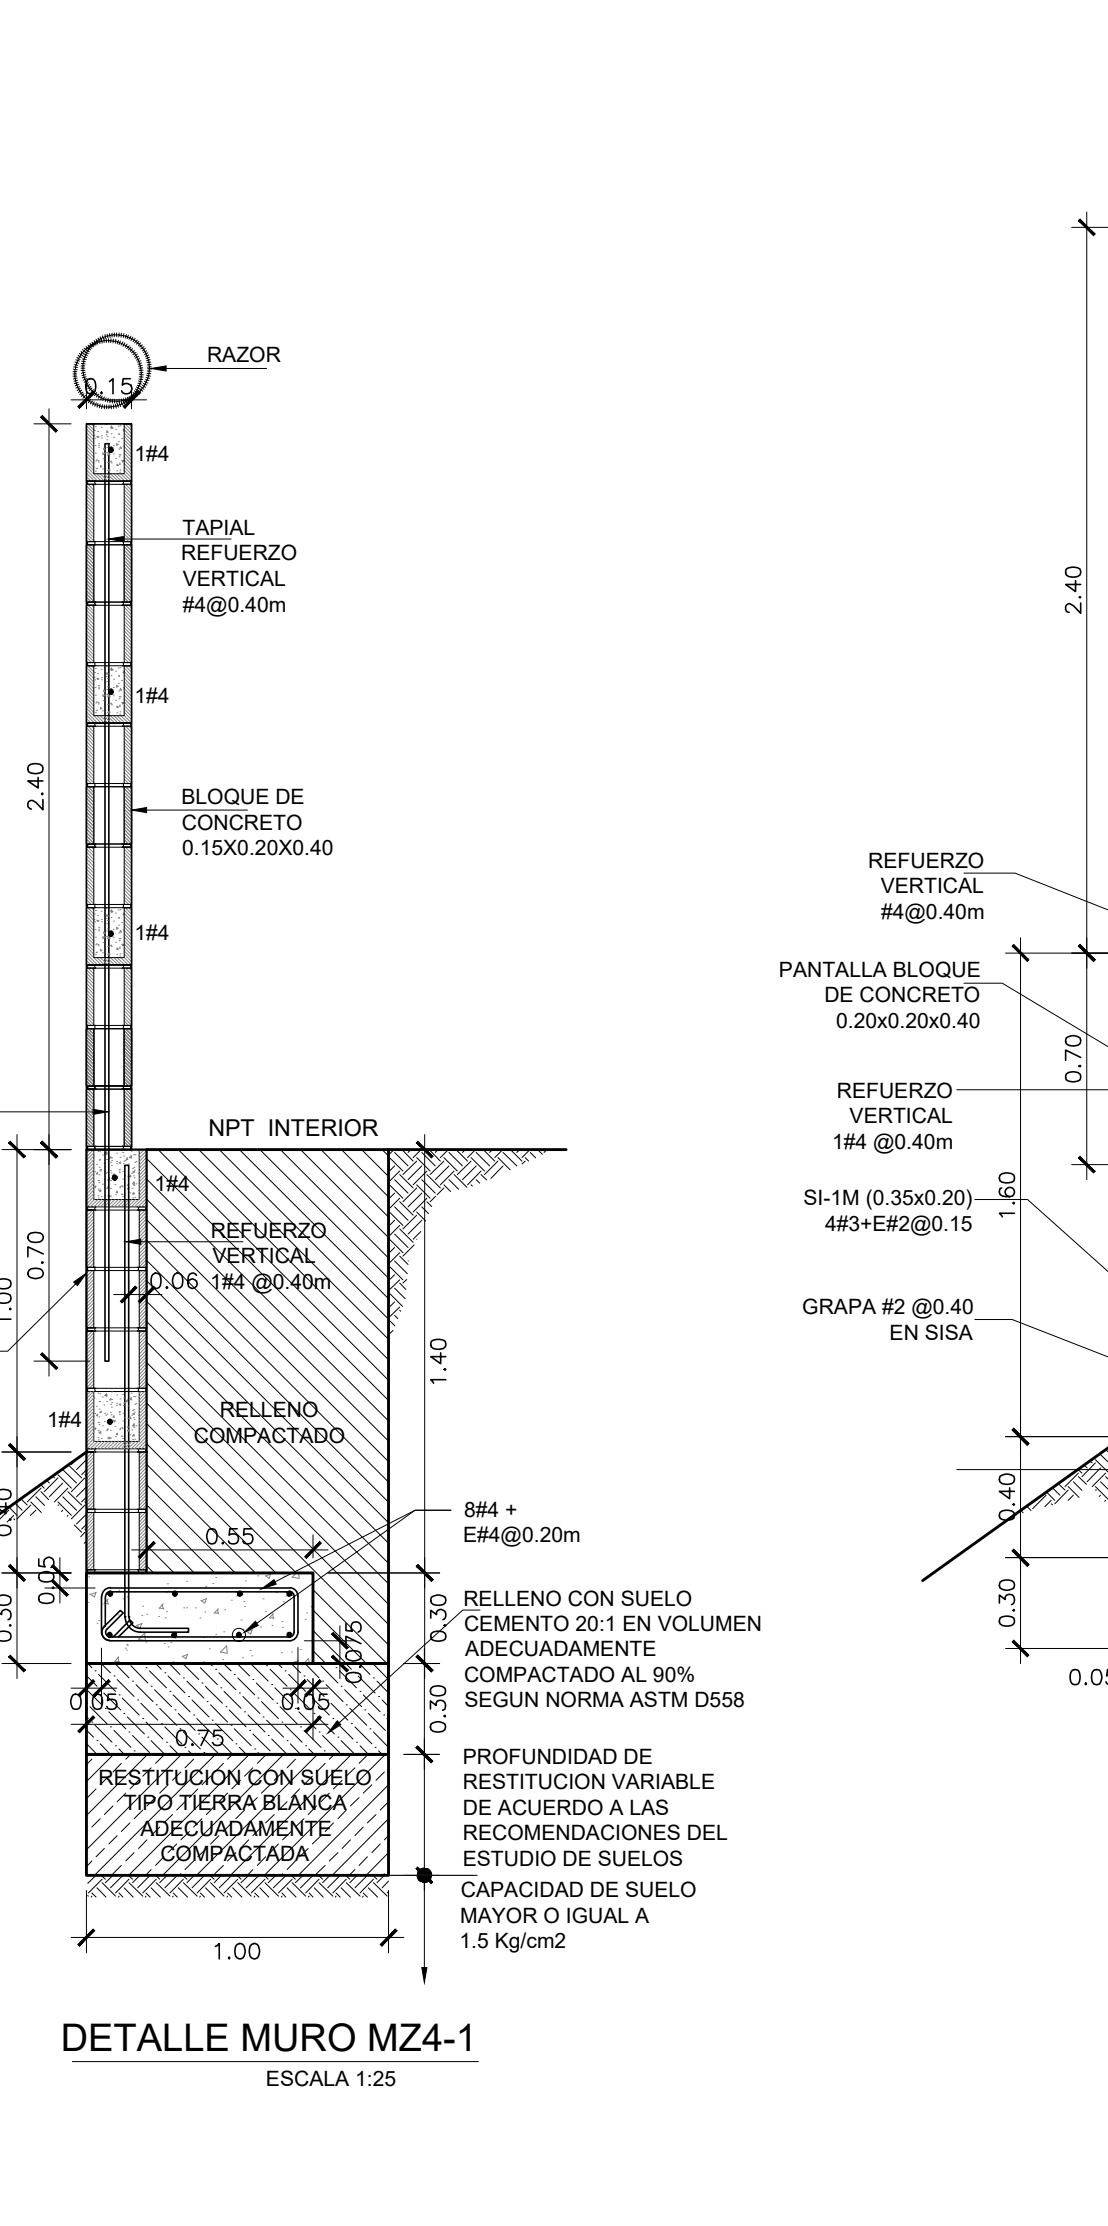 RAZOR
0.15
1#4
TAPIAL
REFUERZO
VERTICAL
#4@0.40m
1#4
2.40
BLOQUE DE
CONCRETO
0.15X0.20X0.40
1#4
NPT INTERIOR
1#4
REFUERZO
VERTICAL
1#4 @0.40m
0.06
0.70
1.00
1.40
RELLENO
COMPACTADO
1#4
0.40
8#4 +
E#4@0.20m
0.55
0.05
0.30
0.30
0.075
RELLENO CON SUELO
CEMENTO 20:1 EN VOLUMEN
ADECUADAMENTE
COMPACTADO AL 90%
SEGUN NORMA ASTM D558
0.05
0.05
0.75
0.30
RESTITUCION CON SUELO
TIPO TIERRA BLANCA
ADECUADAMENTE
COMPACTADA
PROFUNDIDAD DE
RESTITUCION VARIABLE
DE ACUERDO A LAS
RECOMENDACIONES DEL
ESTUDIO DE SUELOS
CAPACIDAD DE SUELO
MAYOR O IGUAL A
1.5 Kg/cm2
1.00
DETALLE MURO MZ4-1
ESCALA 1:25
2.40
REFUERZO
VERTICAL
#4@0.40m
PANTALLA BLOQUE
DE CONCRETO
0.20x0.20x0.40
0.70
REFUERZO
VERTICAL
1#4 @0.40m
SI-1M (0.35x0.20)
4#3+E#2@0.15
1.60
GRAPA #2 @0.40
EN SISA
0.40
0.30
0.05